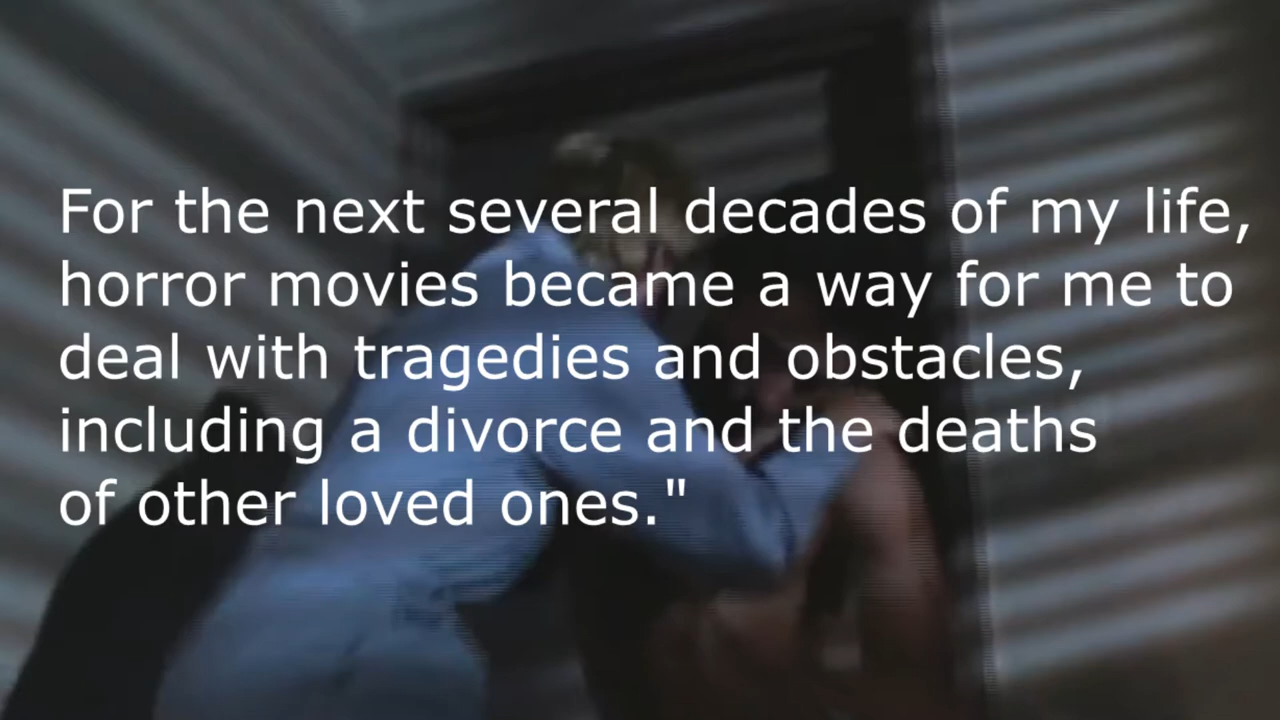 For the next several decades of my life,
horror movies became a way for me to
deal with tragedies and obstacles,
including a divorce and the deaths
of other loved ones."